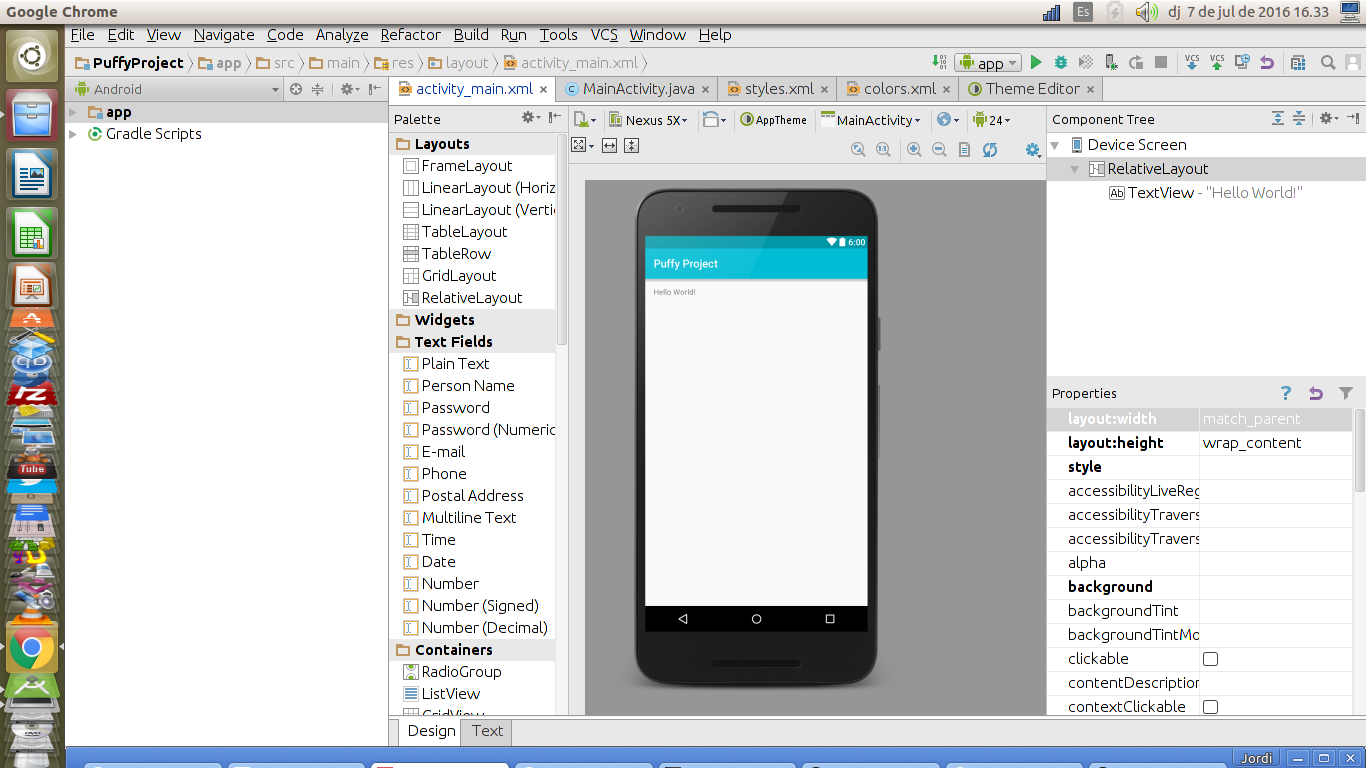 Google Chrome
Es
dj 7 de jul de 2016 16.33
File Edit View Navigate Code Analyze Refactor Build Run Tools VCS Window Help
PuffyProject app src main res layout activity_main.xml
app
VCS VCS
Android
activity_main.xml MainActivity.java styles.xml colors.xml Theme Editor
app
Gradle Scripts
Palette
Layouts
FrameLayout
LinearLayout (Horiz
LinearLayout (Vertic
TableLayout
TableRow
GridLayout
RelativeLayout
Widgets
Text Fields
Plain Text
Person Name
Password
Password (Numeric
E-mail
Phone
Postal Address
Multiline Text
Time
Date
Number
Number (Signed)
Number (Decimal)
Containers
RadioGroup
ListView
GridView
Nexus 5X AppTheme MainActivity 24
6:00
Puffy Project
Hello World!
Component Tree
Device Screen
RelativeLayout
Ab TextView - "Hello World!"
Properties
layout:width match_parent
layout:height wrap_content
style
accessibilityLiveReg
accessibilityTravers
accessibilityTravers
alpha
background
backgroundTint
backgroundTintMo
clickable
contentDescription
contextClickable
Design Text
Tube
Jordi